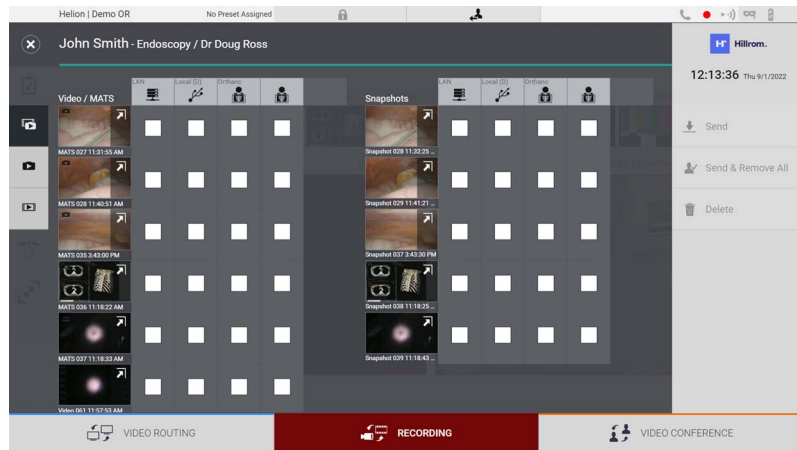 Helion | Demo OR
No Preset Assigned
John Smith - Endoscopy / Dr Doug Ross
H Hillrom.
12:13:36 Thu 9/1/2022
Video / MATS
LAN
Local (D)
Orthanc
Snapshots
LAN
Local (D)
Orthanc
MATS 027 11:31:55 AM
Snapshot 028 11:32:25 ...
MATS 028 11:40:51 AM
Snapshot 029 11:41:21 ...
MATS 035 3:43:00 PM
Snapshot 037 3:43:30 PM
MATS 036 11:18:22 AM
Snapshot 038 11:18:25 ...
MATS 037 11:18:33 AM
Snapshot 039 11:18:43 ...
Video 061 11:57:53 AM
Send
Send & Remove All
Delete
VIDEO ROUTING
RECORDING
VIDEO CONFERENCE